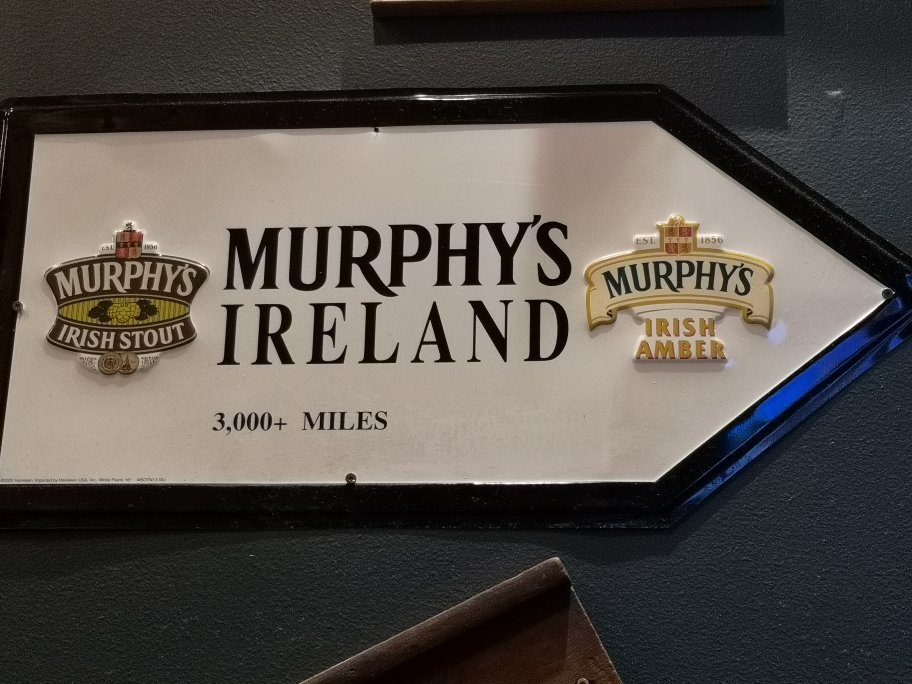 EST. 1856
MURPHY'S
IRISH STOUT
MURPHY'S
IRELAND
3,000+ MILES
EST. 1856
MURPHY'S
IRISH
AMBER